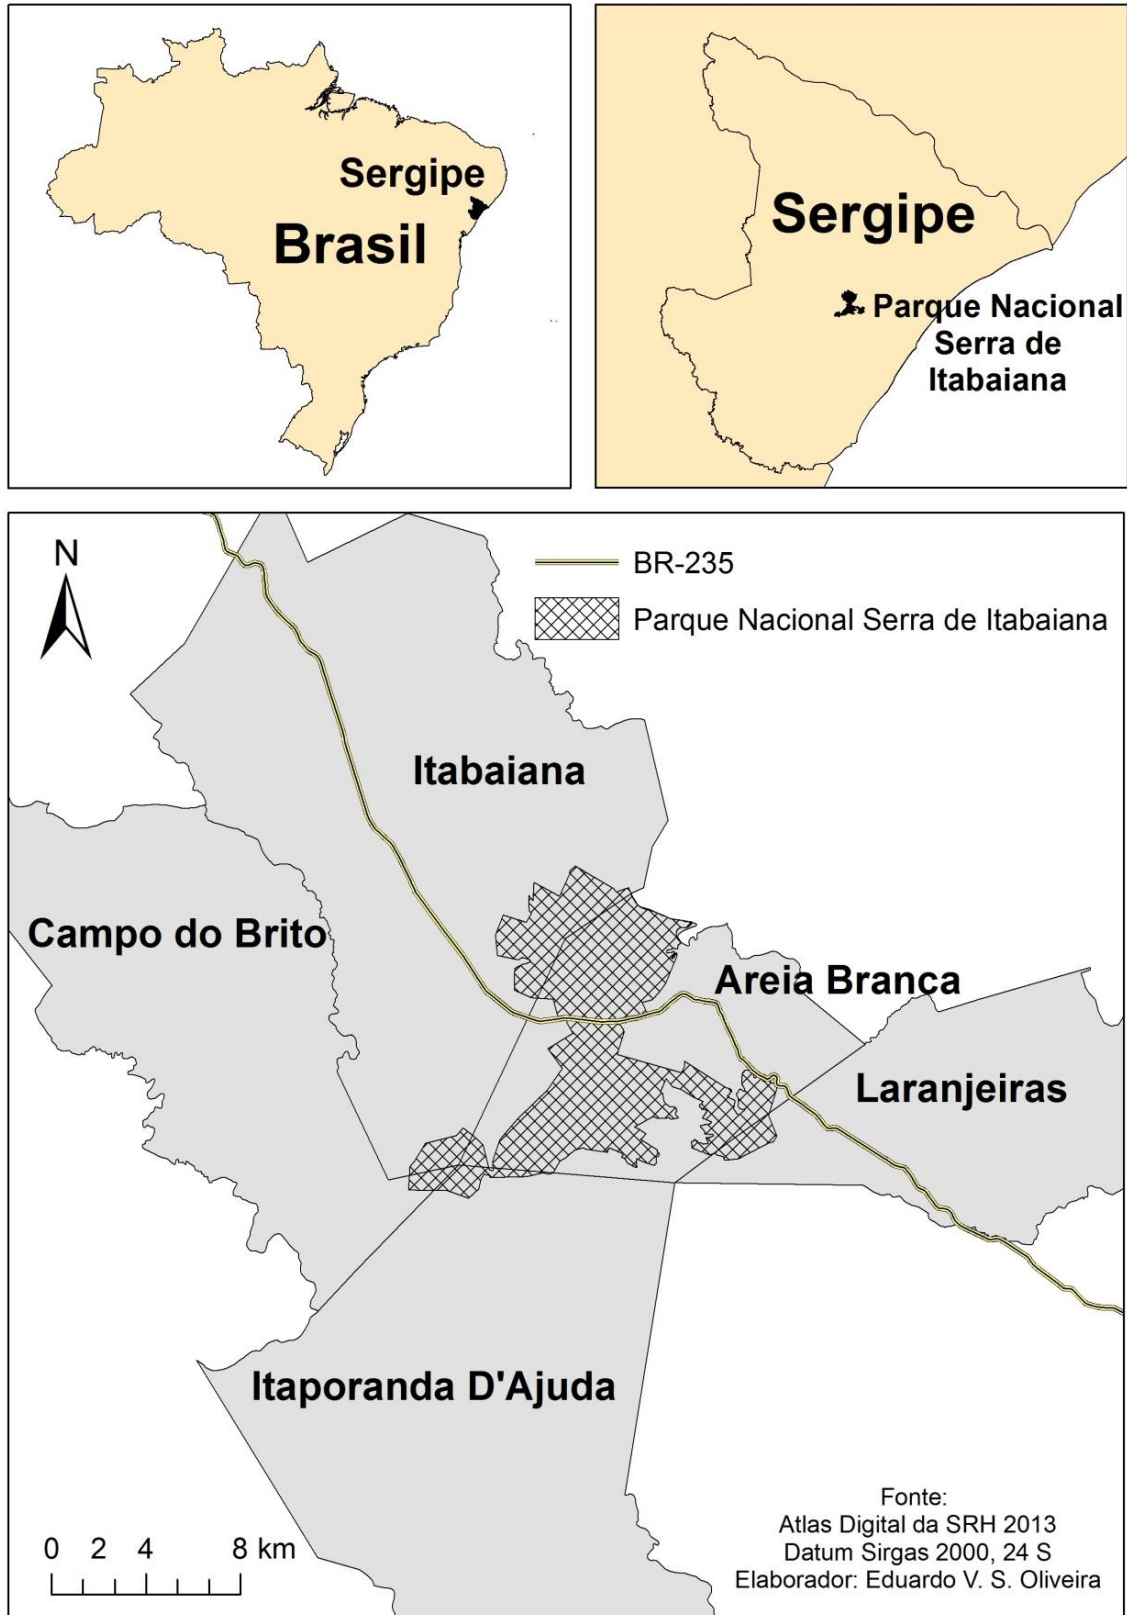 Sergipe
Brasil
Sergipe
Parque Nacional
Serra de
Itabaiana
N
BR-235
Parque Nacional Serra de Itabaiana
Itabaiana
Campo do Brito
Areia Branca
Laranjeiras
Itaporanda D'Ajuda
0 2 4 8 km
Fonte:
Atlas Digital da SRH 2013
Datum Sirgas 2000, 24 S
Elaborador: Eduardo V. S. Oliveira